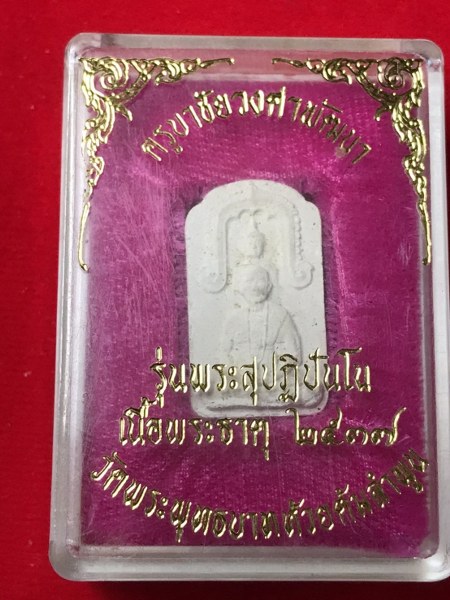 ครูบาชัยวงศาพัฒนา
รุ่นพระสุปฏิปันโน
เนื้อพระธาตุ ๒๕๓๗
วัดพระพุทธบาทห้วยต้มลำพูน